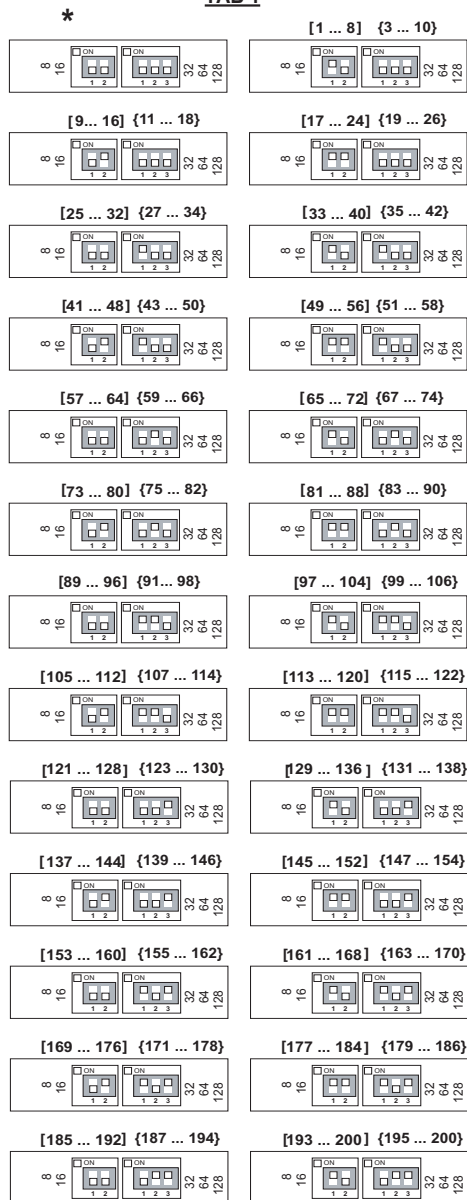 *
[1 ... 8] {3 ... 10}
ON ON ON ON
8 16 32 64 128 8 16 32 64 128
1 2 1 2 3 1 2 1 2 3
[9... 16] {11 ... 18} [17 ... 24] {19 ... 26}
ON ON ON ON
8 16 32 64 128 8 16 32 64 128
1 2 1 2 3 1 2 1 2 3
[25 ... 32] {27 ... 34} [33 ... 40] {35 ... 42}
ON ON ON ON
8 16 32 64 128 8 16 32 64 128
1 2 1 2 3 1 2 1 2 3
[41 ... 48] {43 ... 50} [49 ... 56] {51 ... 58}
ON ON ON ON
8 16 32 64 128 8 16 32 64 128
1 2 1 2 3 1 2 1 2 3
[57 ... 64] {59 ... 66} [65 ... 72] {67 ... 74}
ON ON ON ON
8 16 32 64 128 8 16 32 64 128
1 2 1 2 3 1 2 1 2 3
[73 ... 80] {75 ... 82} [81 ... 88] {83 ... 90}
ON ON ON ON
8 16 32 64 128 8 16 32 64 128
1 2 1 2 3 1 2 1 2 3
[89 ... 96] {91... 98} [97 ... 104] {99 ... 106}
ON ON ON ON
8 16 32 64 128 8 16 32 64 128
1 2 1 2 3 1 2 1 2 3
[105 ... 112] {107 ... 114} [113 ... 120] {115 ... 122}
ON ON ON ON
8 16 32 64 128 8 16 32 64 128
1 2 1 2 3 1 2 1 2 3
[121 ... 128] {123 ... 130} [129 ... 136 ] {131 ... 138}
ON ON ON ON
8 16 32 64 128 8 16 32 64 128
1 2 1 2 3 1 2 1 2 3
[137 ... 144] {139 ... 146} [145 ... 152] {147 ... 154}
ON ON ON ON
8 16 32 64 128 8 16 32 64 128
1 2 1 2 3 1 2 1 2 3
[153 ... 160] {155 ... 162} [161 ... 168] {163 ... 170}
ON ON ON ON
8 16 32 64 128 8 16 32 64 128
1 2 1 2 3 1 2 1 2 3
[169 ... 176] {171 ... 178} [177 ... 184] {179 ... 186}
ON ON ON ON
8 16 32 64 128 8 16 32 64 128
1 2 1 2 3 1 2 1 2 3
[185 ... 192] {187 ... 194} [193 ... 200] {195 ... 200}
ON ON ON ON
8 16 32 64 128 8 16 32 64 128
1 2 1 2 3 1 2 1 2 3